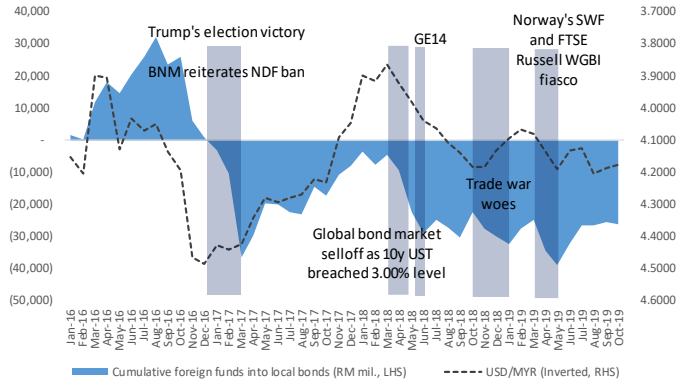 40,000
30,000
20,000
10,000
-
(10,000)
(20,000)
(30,000)
(40,000)
(50,000)
3.7000
3.8000
3.9000
4.0000
4.1000
4.2000
4.3000
4.4000
4.5000
4.6000
Trump's election victory
BNM reiterates NDF ban
GE14
Norway's SWF
and FTSE
Russell WGBI
fiasco
Trade war
woes
Global bond market
selloff as 10y UST
breached 3.00% level
Jan-16
Feb-16
Mar-16
Apr-16
May-16
Jun-16
Jul-16
Aug-16
Sep-16
Oct-16
Nov-16
Dec-16
Jan-17
Feb-17
Mar-17
Apr-17
May-17
Jun-17
Jul-17
Aug-17
Sep-17
Oct-17
Nov-17
Dec-17
Jan-18
Feb-18
Mar-18
Apr-18
May-18
Jun-18
Jul-18
Aug-18
Sep-18
Oct-18
Nov-18
Dec-18
Jan-19
Feb-19
Mar-19
Apr-19
May-19
Jun-19
Jul-19
Aug-19
Sep-19
Oct-19
Cumulative foreign funds into local bonds (RM mil., LHS)
USD/MYR (Inverted, RHS)